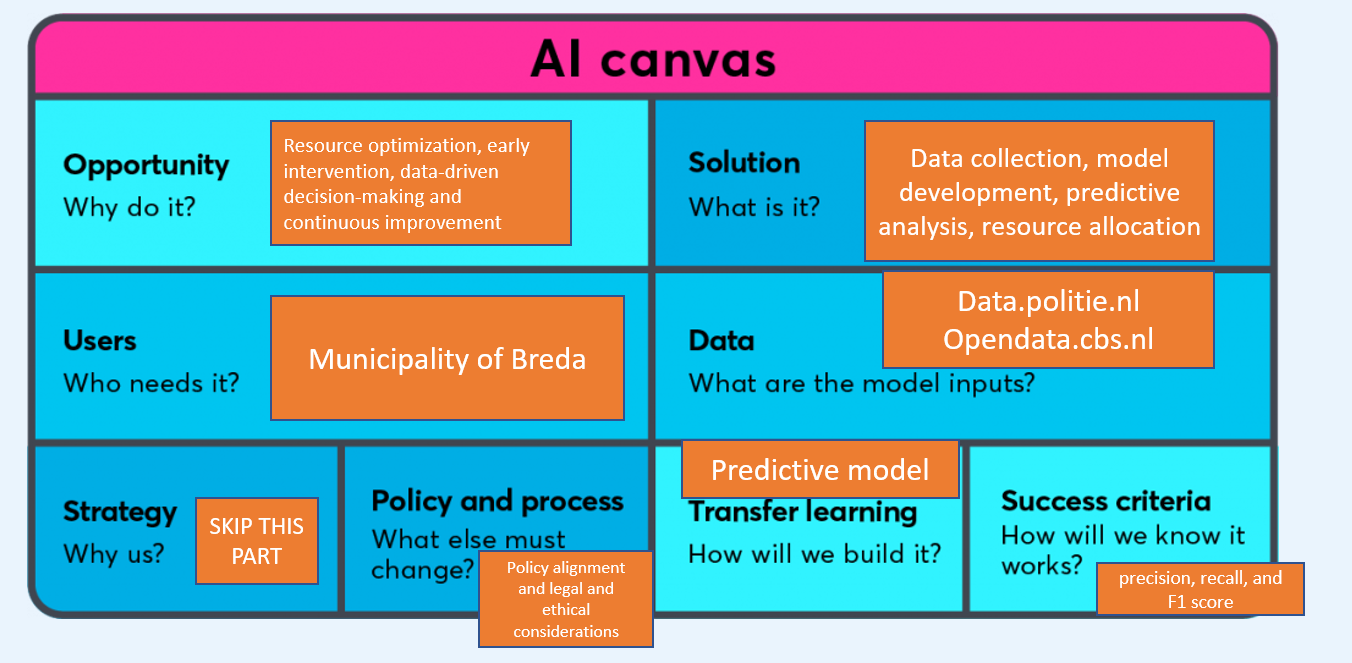 AI canvas
Opportunity
Why do it?
Resource optimization, early
intervention, data-driven
decision-making and
continuous improvement
Solution
What is it?
Data collection, model
development, predictive
analysis, resource allocation
Users
Who needs it?
Municipality of Breda
Data
What are the model inputs?
Data.politie.nl
Opendata.cbs.nl
Strategy
Why us?
SKIP THIS
PART
Policy and process
What else must
change?
Policy alignment
and legal and
ethical
considerations
Predictive model
Transfer learning
How will we build it?
Success criteria
How will we know it
works?
precision, recall, and
F1 score